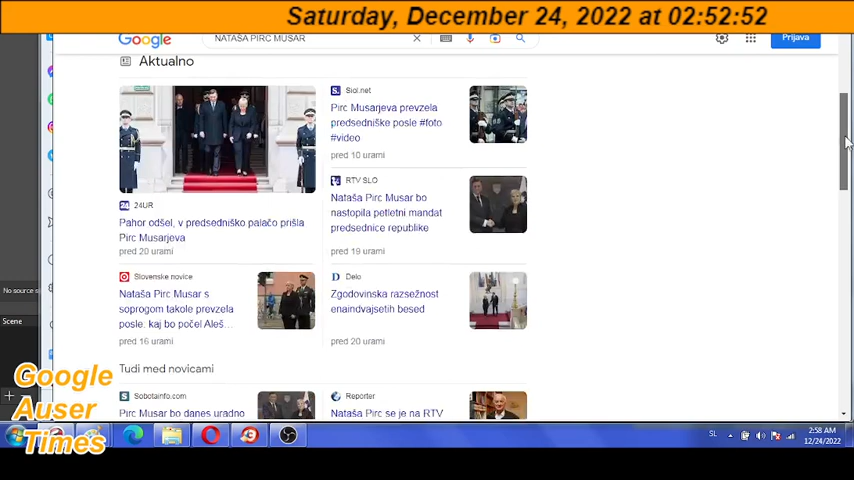 Saturday, December 24, 2022 at 02:52:52
Google
NATAŠA PIRC MUSAR
Prijava
Aktualno
24UR
Pahor odšel, v predsedniško palačo prišla
Pirc Musarjeva
pred 20 urami
Siol.net
Pirc Musarjeva prevzela
predsedniške posle #foto
#video
pred 10 urami
RTV SLO
Nataša Pirc Musar bo
nastopila petletni mandat
predsednice republike
pred 19 urami
Slovenske novice
Nataša Pirc Musar s
soprogom takole prevzela
posle: kaj bo počel Aleš...
pred 16 urami
Delo
Zgodovinska razsežnost
enaindvajsetih besed
pred 20 urami
Tudi med novicami
Sobotainfo.com
Pirc Musar bo danes uradno
Reporter
Nataša Pirc se je na RTV
No source s
Scene
Google
Auser
Times
SL
2:58 AM
12/24/2022